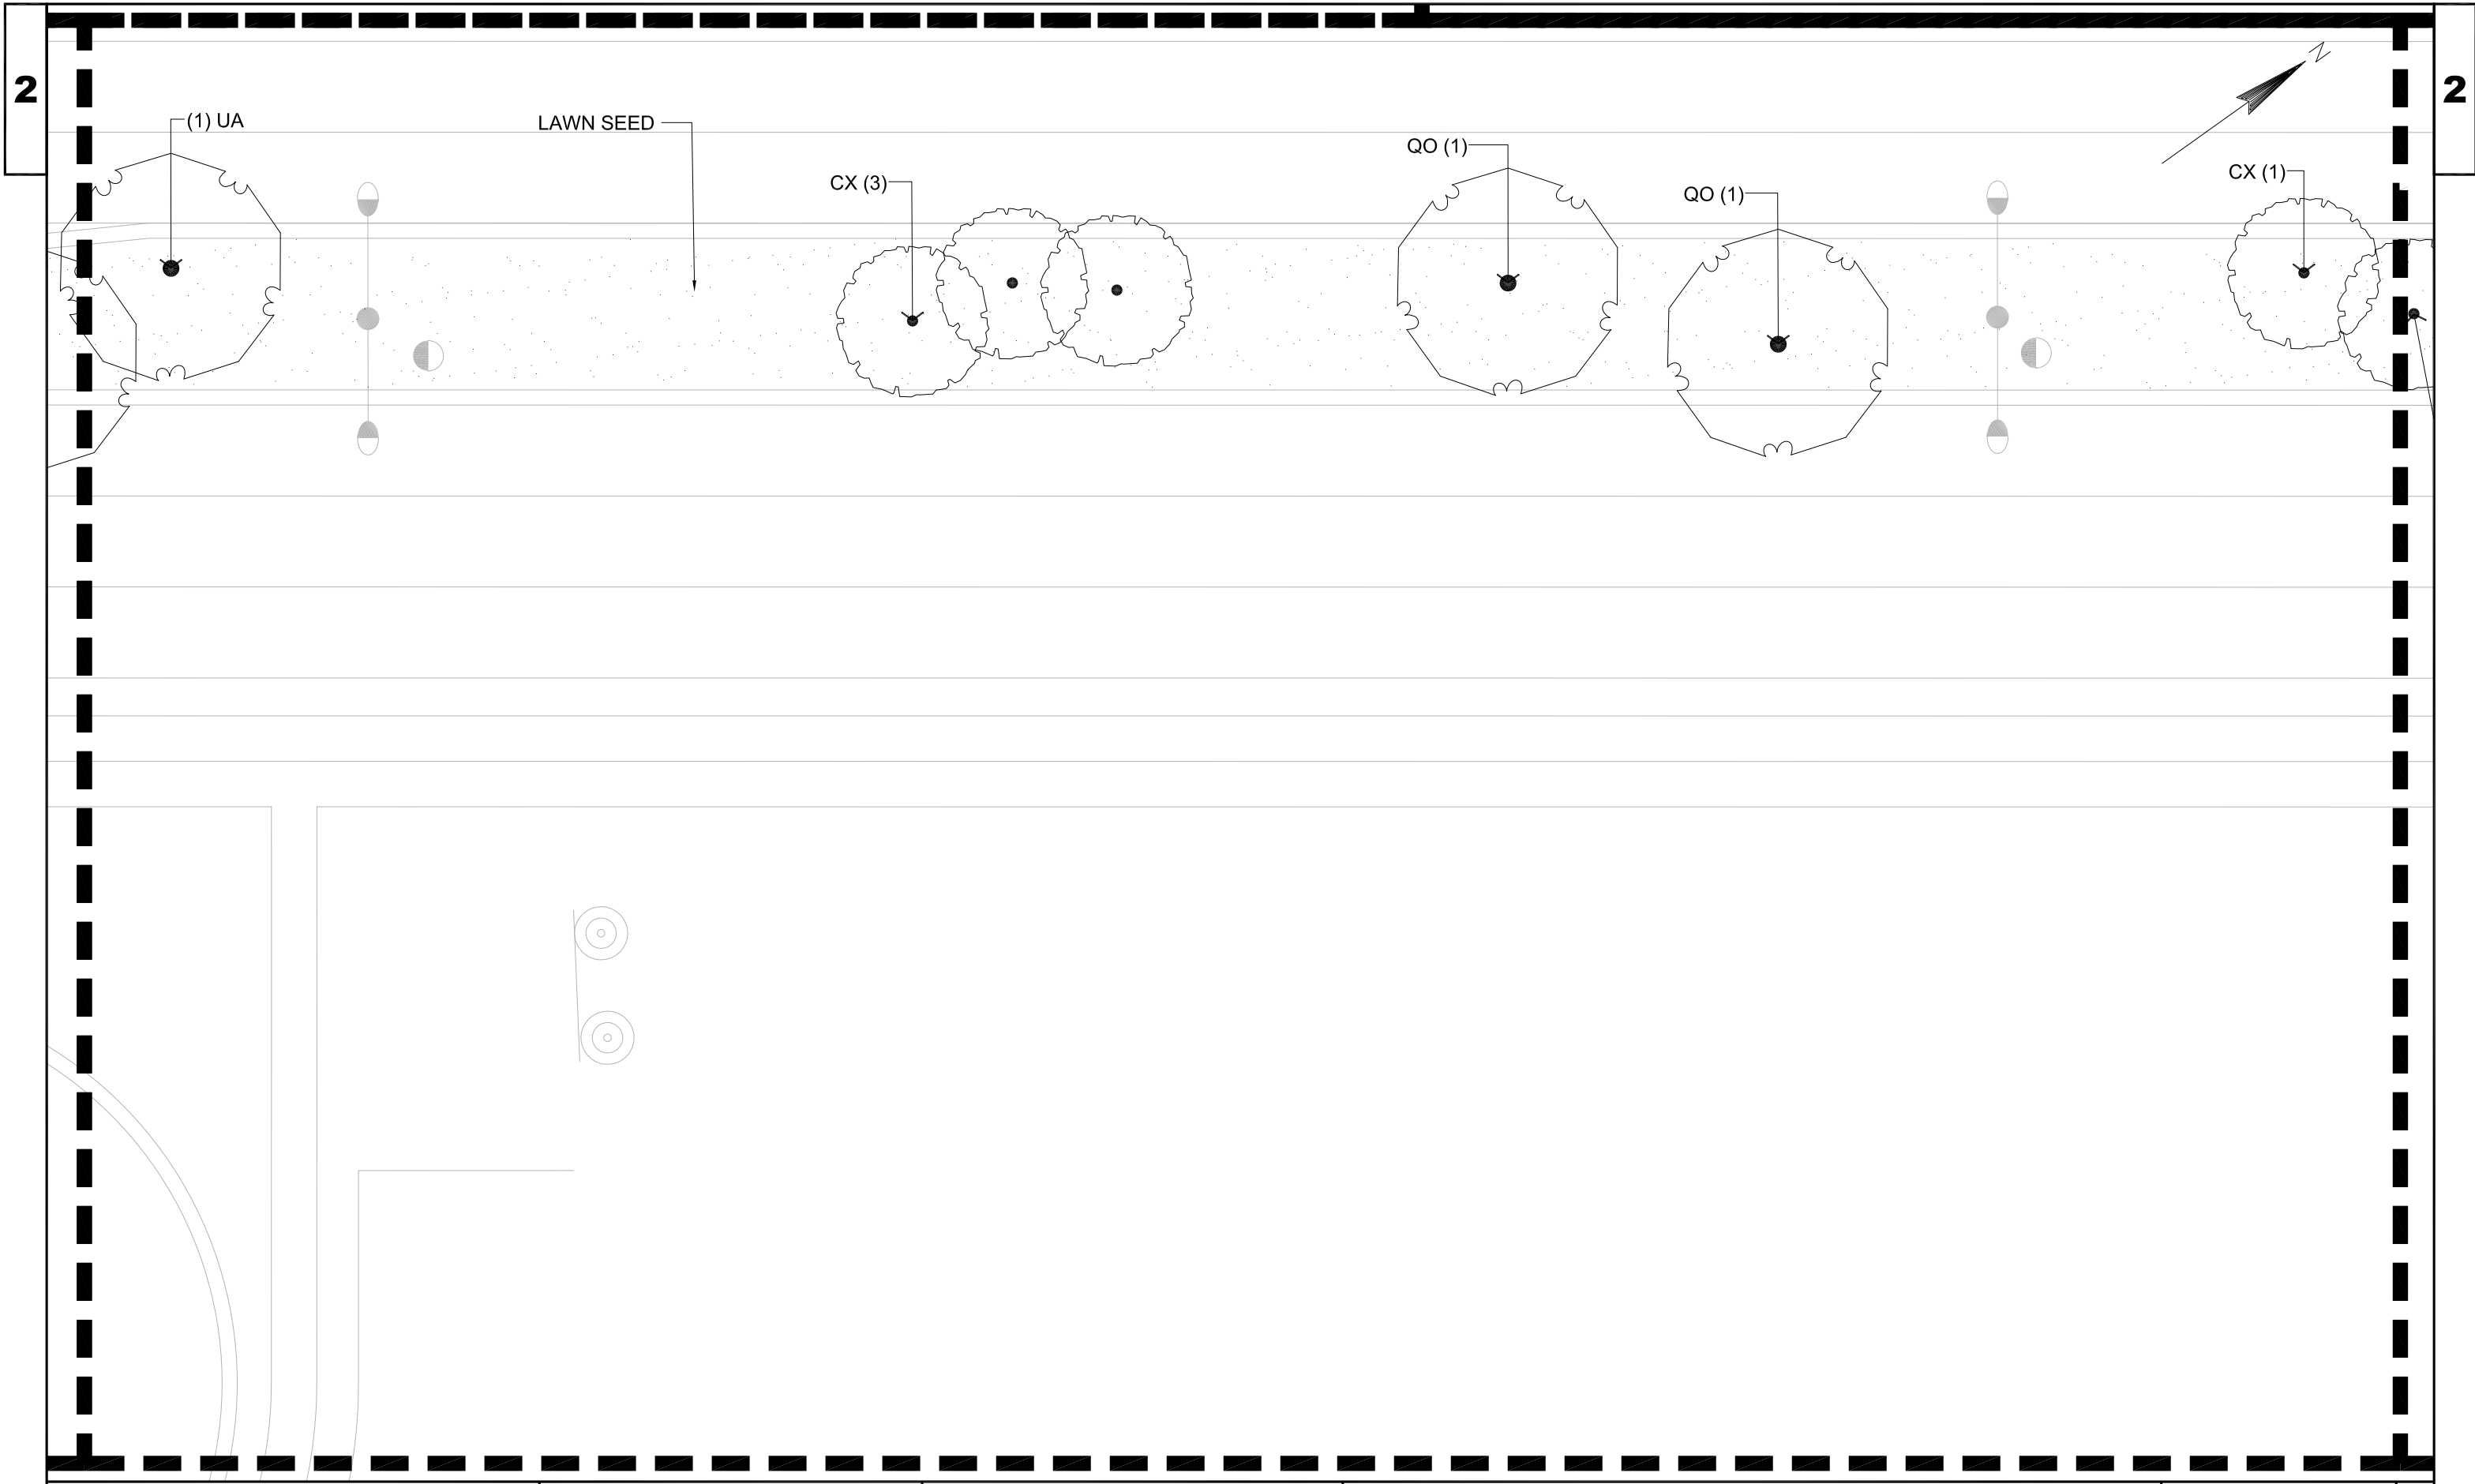 2
2
(1) UA
LAWN SEED
QO (1)
CX (1)
CX (3)
QO (1)
N